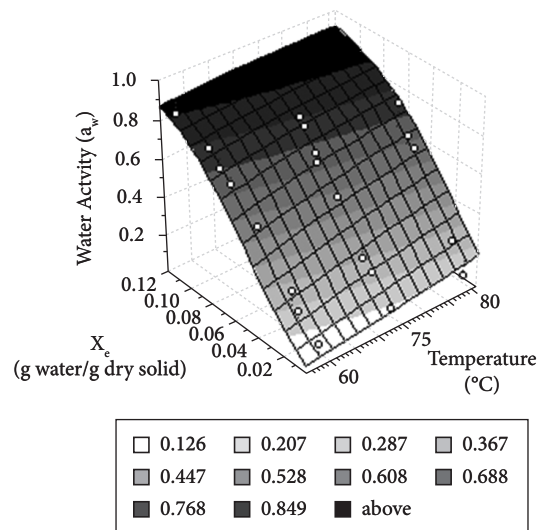 Water Actvity (a_w)
1.0
0.8
0.6
0.4
0.2
0.12
0.10
0.08
0.06
0.04
0.02
X_e
(g water/g dry solid)
60
75
80
Temperature
(°C)
0.126 0.207 0.287 0.367
0.447 0.528 0.608 0.688
0.768 0.849 above